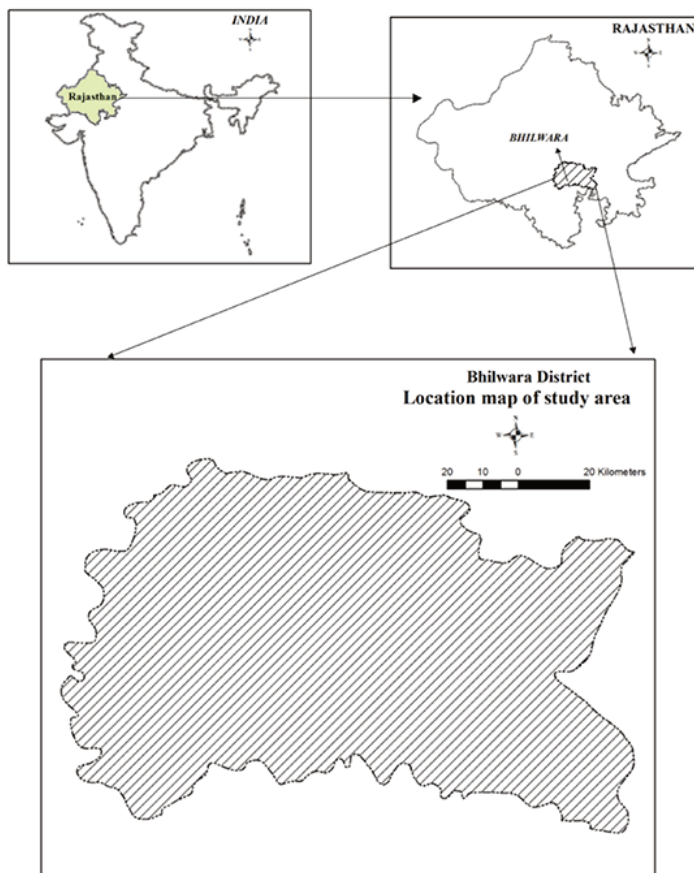 INDIA
Rajasthan
RAJASTHAN
BHILWARA
Bhilwara District
Location map of study area
N
W E
S
20 10 0 20 Kilometers